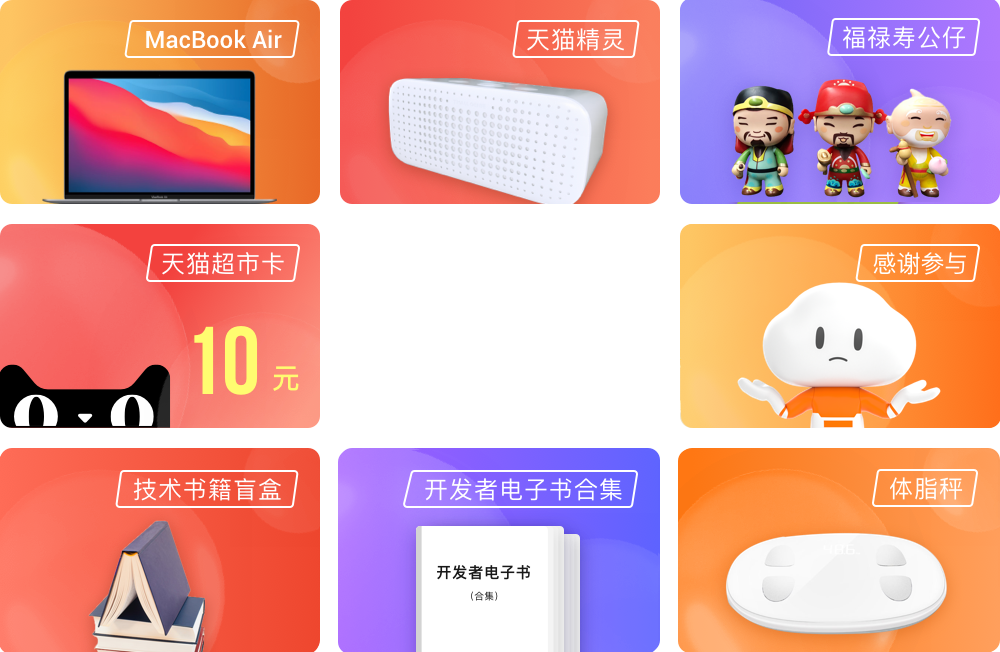 MacBook Air
天猫精灵
福禄寿公仔
天猫超市卡
10 元
感谢参与
技术书籍盲盒
开发者电子书合集
开发者电子书
(合集)
体脂秤